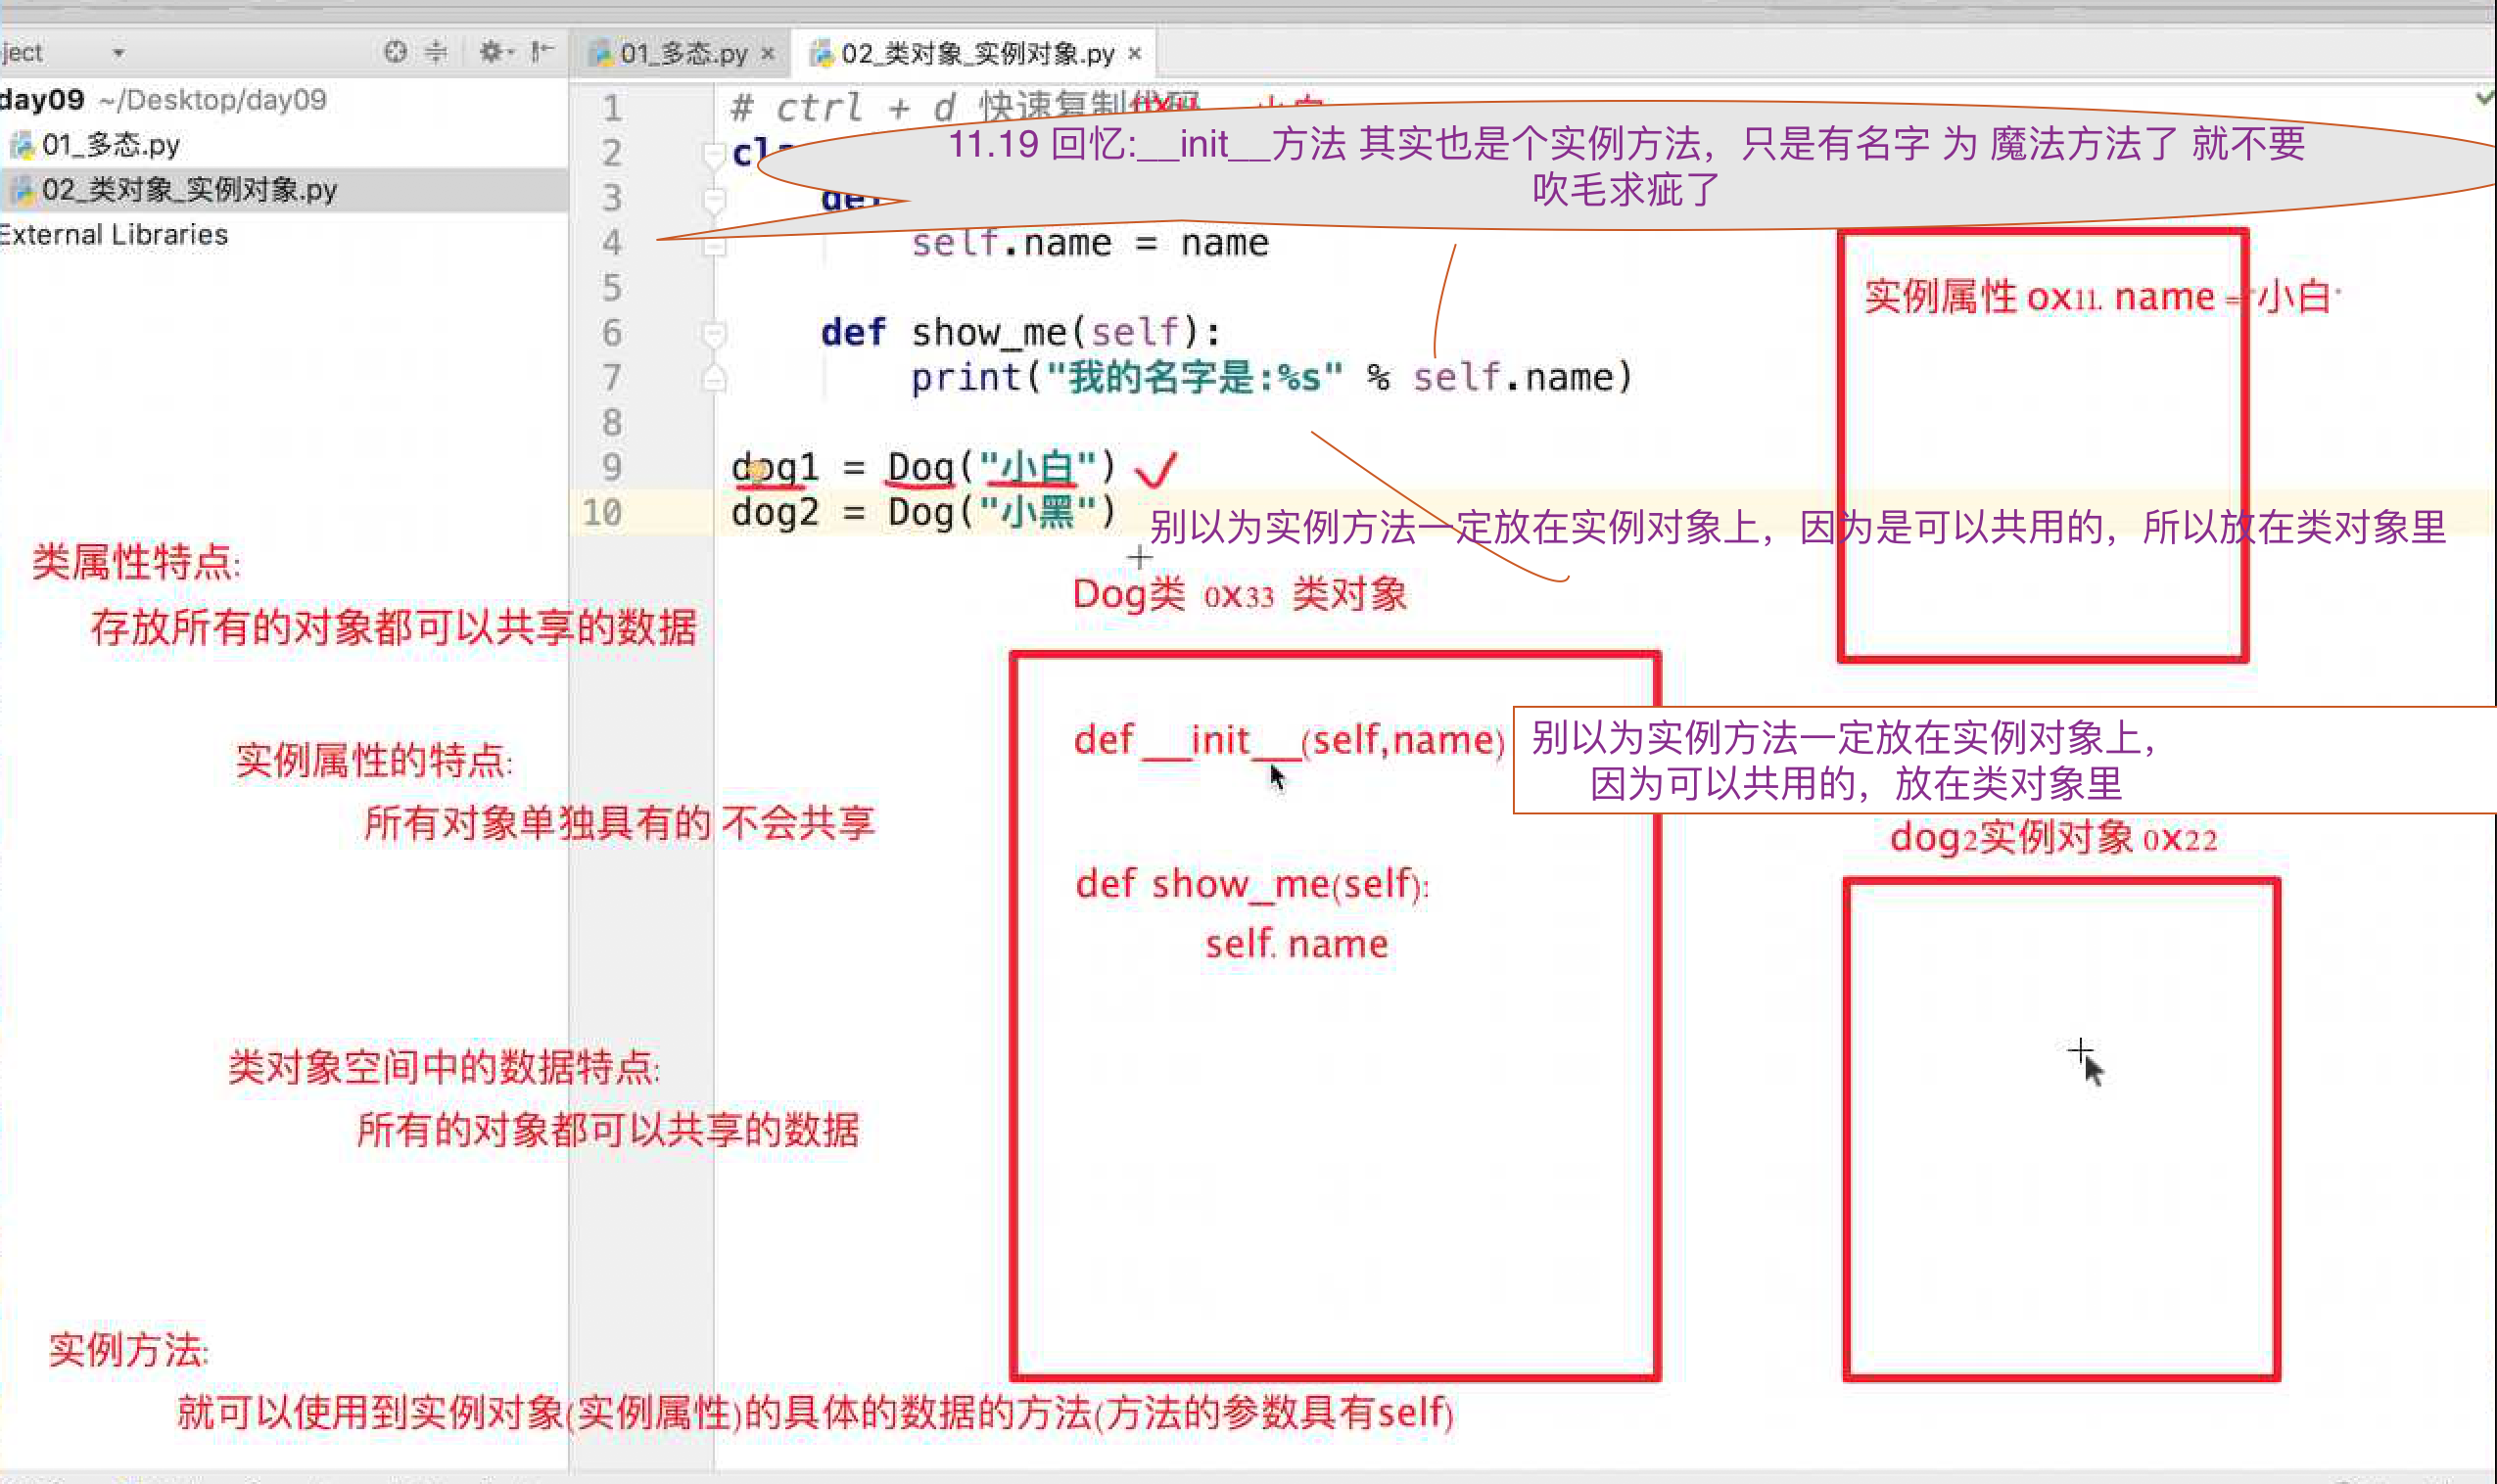 ject
01_多态.py ×
02_类对象_实例对象.py ×
day09 ~/Desktop/day09
01_多态.py
02_类对象_实例对象.py
External Libraries
1 # ctrl + d 快速复制代码
2
3
4 self.name = name
5
6 def show_me(self):
7 print("我的名字是:%s" % self.name)
8
9 dog1 = Dog("小白")
10 dog2 = Dog("小黑")
11.19 回忆:__init__方法 其实也是个实例方法，只是有名字 为 魔法方法了 就不要
吹毛求疵了
实例属性 ox11. name = 小白
别以为实例方法一定放在实例对象上，因为是可以共用的，所以放在类对象里
类属性特点:
存放所有的对象都可以共享的数据
Dog类 0x33 类对象
def __init__(self,name)
别以为实例方法一定放在实例对象上，
因为可以共用的，放在类对象里
实例属性的特点:
所有对象单独具有的 不会共享
dog2实例对象 0x22
def show_me(self):
self. name
类对象空间中的数据特点:
所有的对象都可以共享的数据
实例方法:
就可以使用到实例对象(实例属性)的具体的数据的方法(方法的参数具有self)